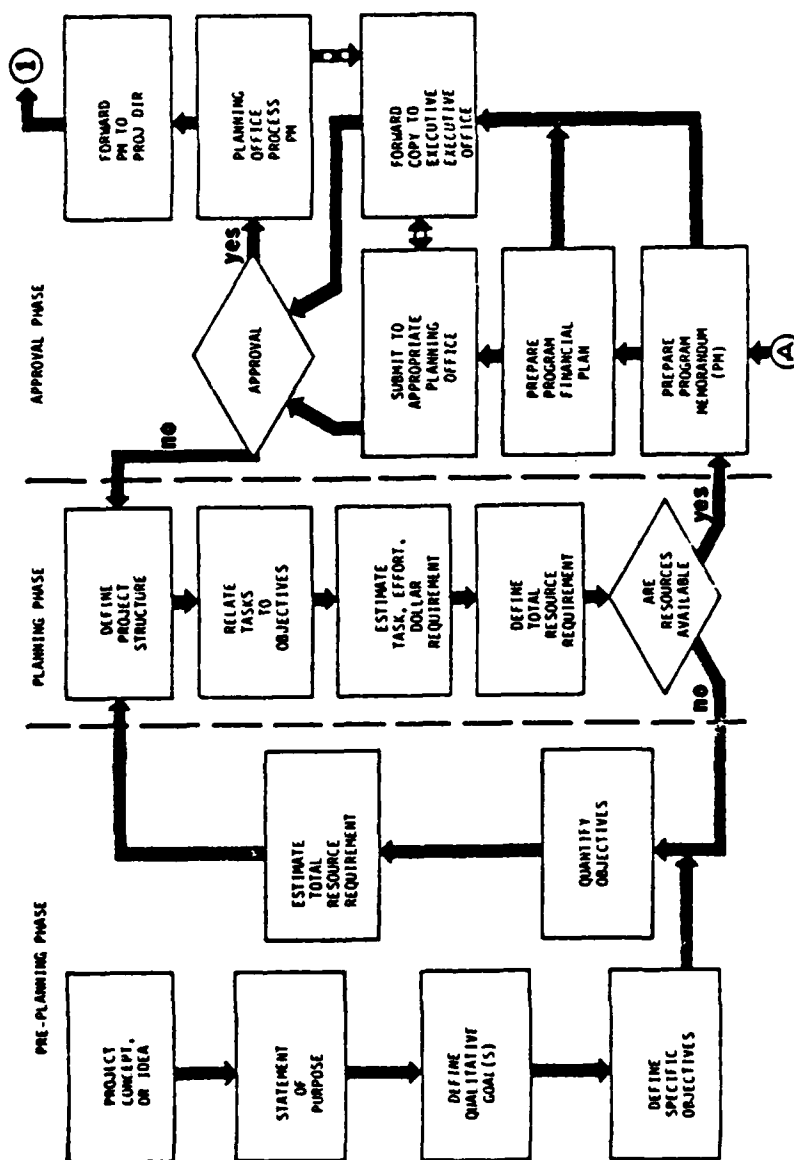 PRE-PLANNING PHASE
PROJECT
CONCEPT,
OR IDEA
STATEMENT
OF
PURPOSE
DEFINE
QUALITATIVE
GOAL(S)
DEFINE
SPECIFIC
OBJECTIVES
QUANTIFY
OBJECTIVES
ESTIMATE
TOTAL
RESOURCE
REQUIREMENT
PLANNING PHASE
DEFINE
PROJECT
STRUCTURE
RELATE
TASKS
TO
OBJECTIVES
ESTIMATE
TASK, EFFORT,
DOLLAR
REQUIREMENT
DEFINE
TOTAL
RESOURCE
REQUIREMENT
ARE
RESOURCES
AVAILABLE
no
yes
APPROVAL PHASE
A
PREPARE
PROGRAM
MEMORANDUM
(PM)
PREPARE
PROGRAM
FINANCIAL
PLAN
SUBMIT TO
APPROPRIATE
PLANNING
OFFICE
FORWARD
COPY TO
EXECUTIVE
EXECUTIVE
OFFICE
APPROVAL
no
yes
PLANNING
OFFICE
PROCESS
PM
FORWARD
PM TO
PROJ DIR
1